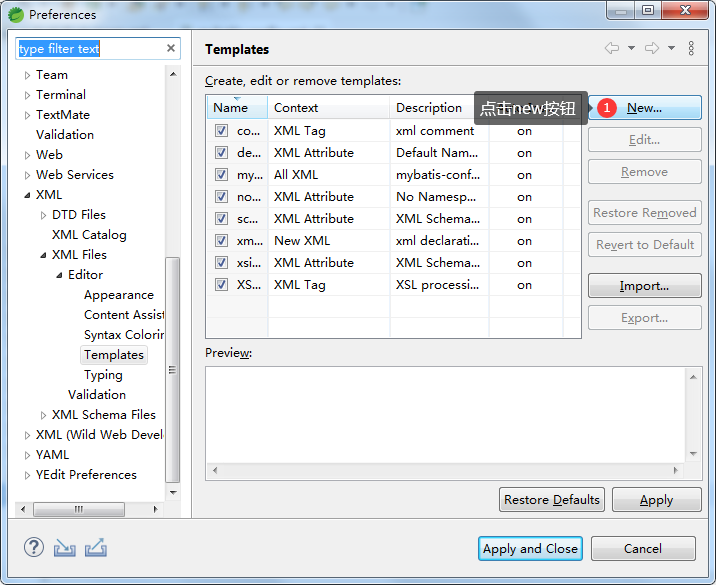 Preferences
type filter text
Team
Terminal
TextMate
Validation
Web
Web Services
XML
DTD Files
XML Catalog
XML Files
Editor
Appearance
Content Assist
Syntax Colorin
Templates
Typing
Validation
XML Schema Files
XML (Wild Web Devel
YAML
YEdit Preferences
Templates
Create, edit or remove templates:
Name Context Description
co... XML Tag xml comment on
de... XML Attribute Default Nam... on
my... All XML mybatis-conf... on
no... XML Attribute No Namesp... on
sc... XML Attribute XML Schema... on
xm... New XML xml declarati... on
xsi... XML Attribute XML Schema... on
XS... XML Tag XSL processi... on
点击new按钮
1
New...
Edit...
Remove
Restore Removed
Revert to Default
Import...
Export...
Preview:
Restore Defaults Apply
Apply and Close Cancel